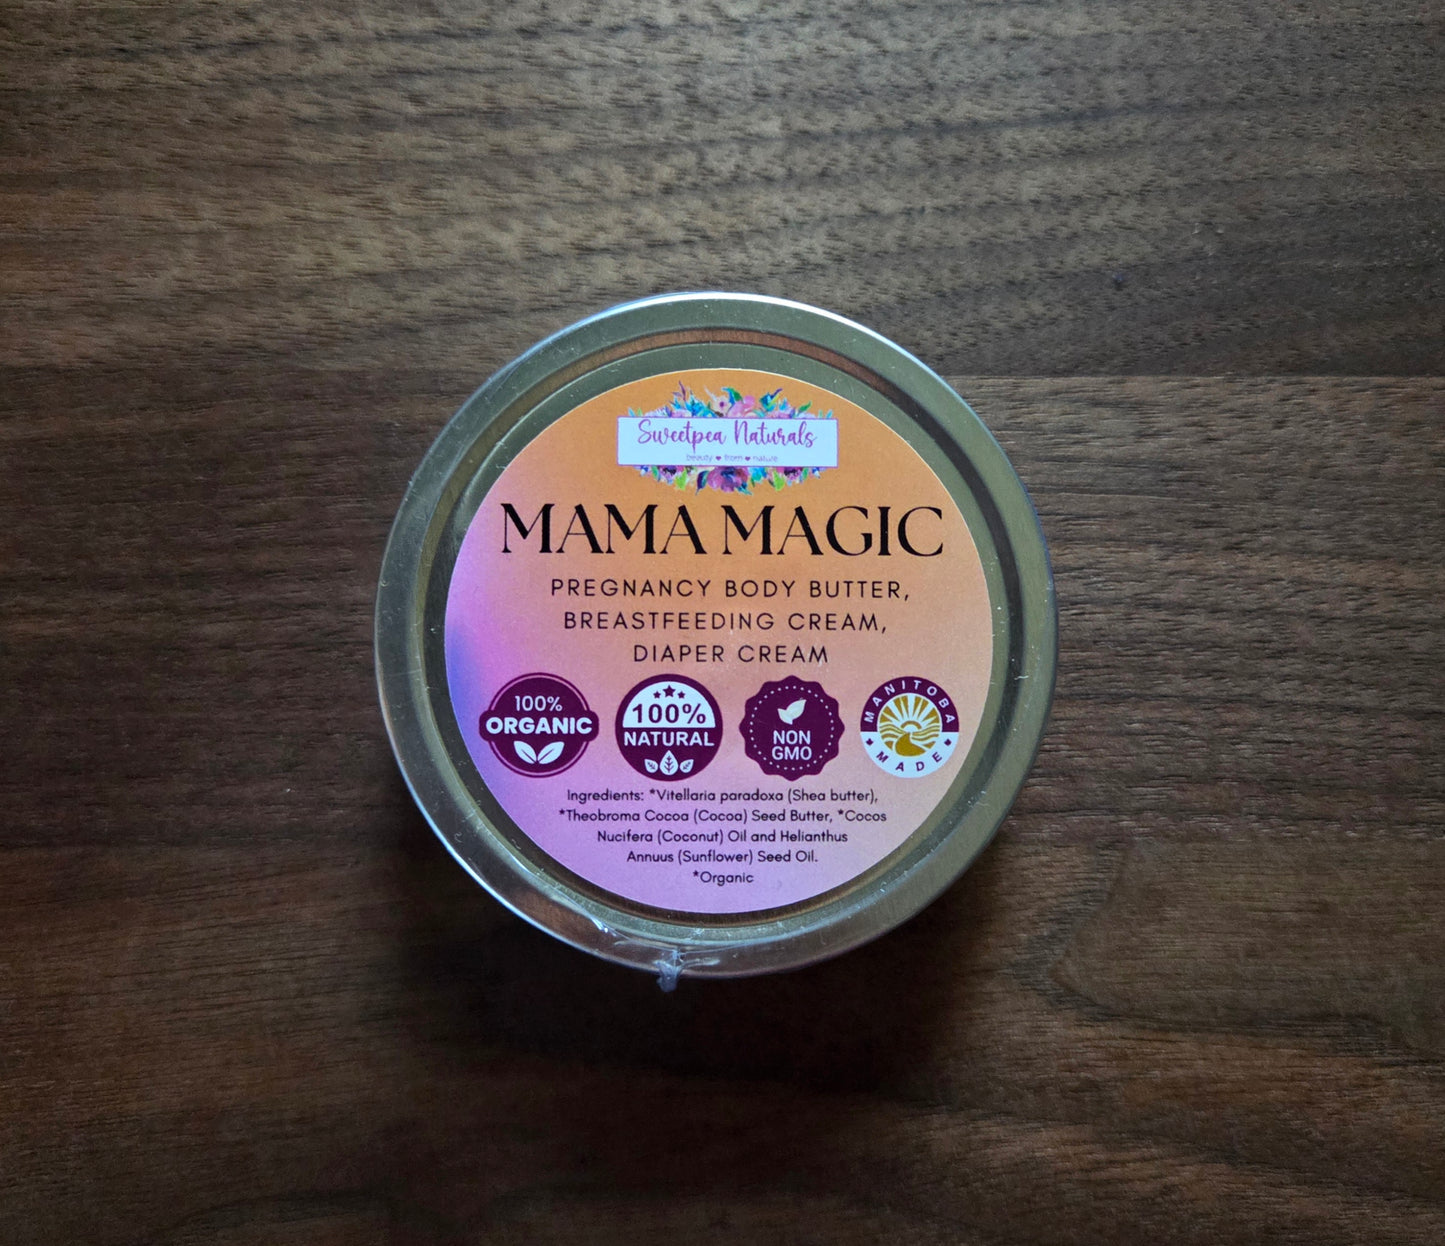 Sweetpea Naturals
beauty ❤ from ❤ nature
MAMA MAGIC
PREGNANCY BODY BUTTER,
BREASTFEEDING CREAM,
DIAPER CREAM
100%
ORGANIC
100%
NATURAL
NON
GMO
MANITOBA
MADE
Ingredients: *Vitellaria paradoxa (Shea butter),
*Theobroma Cocoa (Cocoa) Seed Butter, *Cocos
Nucifera (Coconut) Oil and Helianthus
Annuus (Sunflower) Seed Oil.
*Organic